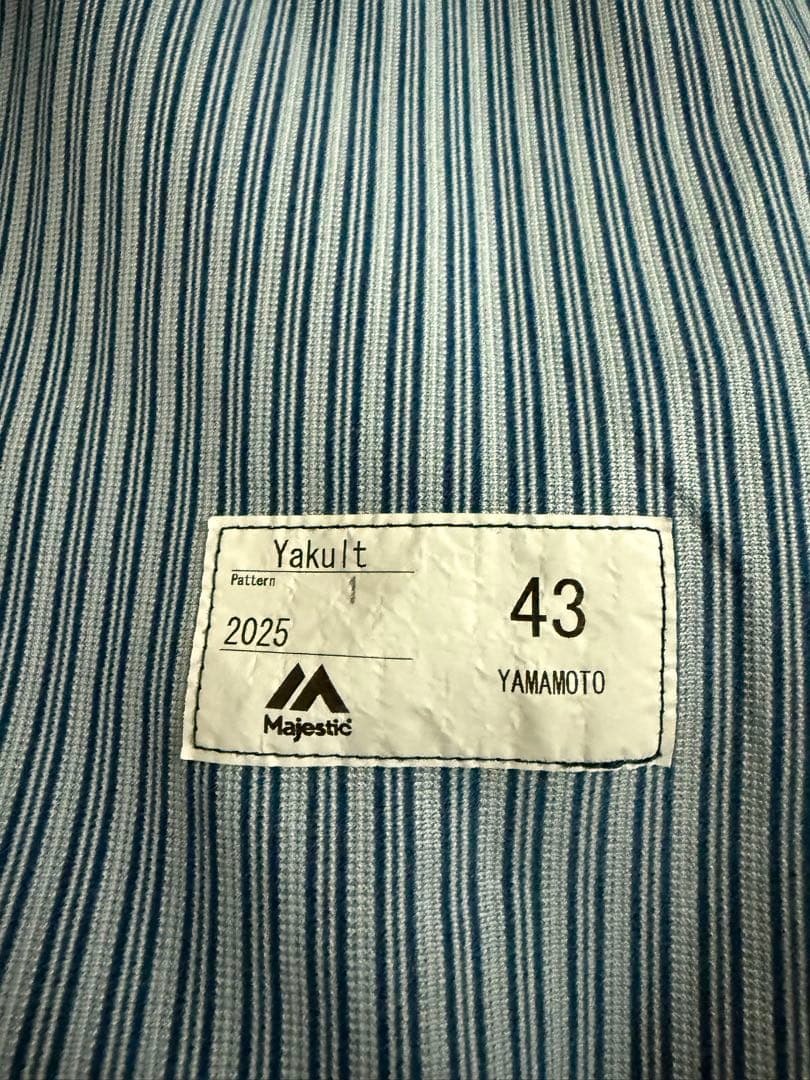 Yakult
Pattern 1
2025
Majestic
43
YAMAMOTO